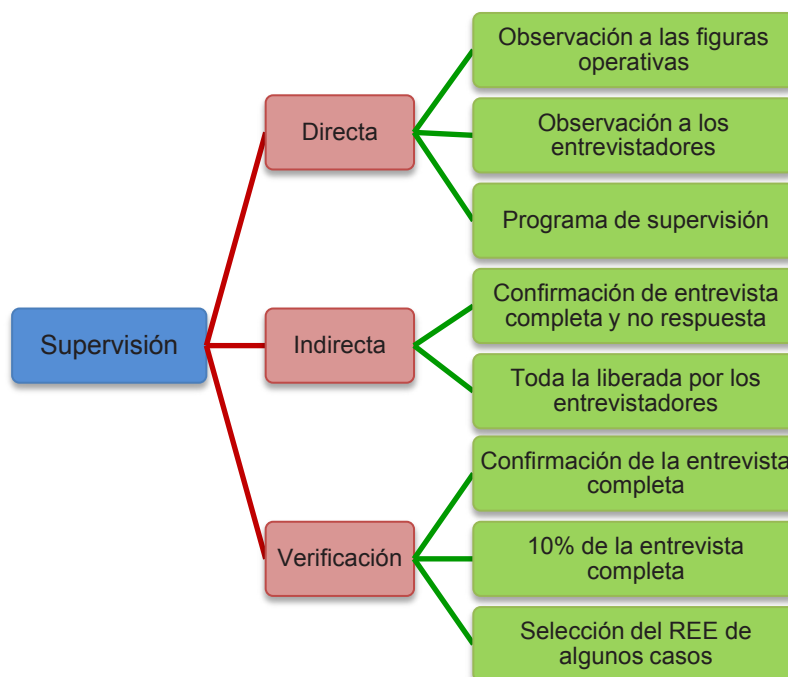 Supervisión
Directa
Observación a las figuras
operativas
Observación a los
entrevistadores
Programa de supervisión
Indirecta
Confirmación de entrevista
completa y no respuesta
Toda la liberada por los
entrevistadores
Verificación
Confirmación de la entrevista
completa
10% de la entrevista
completa
Selección del REE de
algunos casos